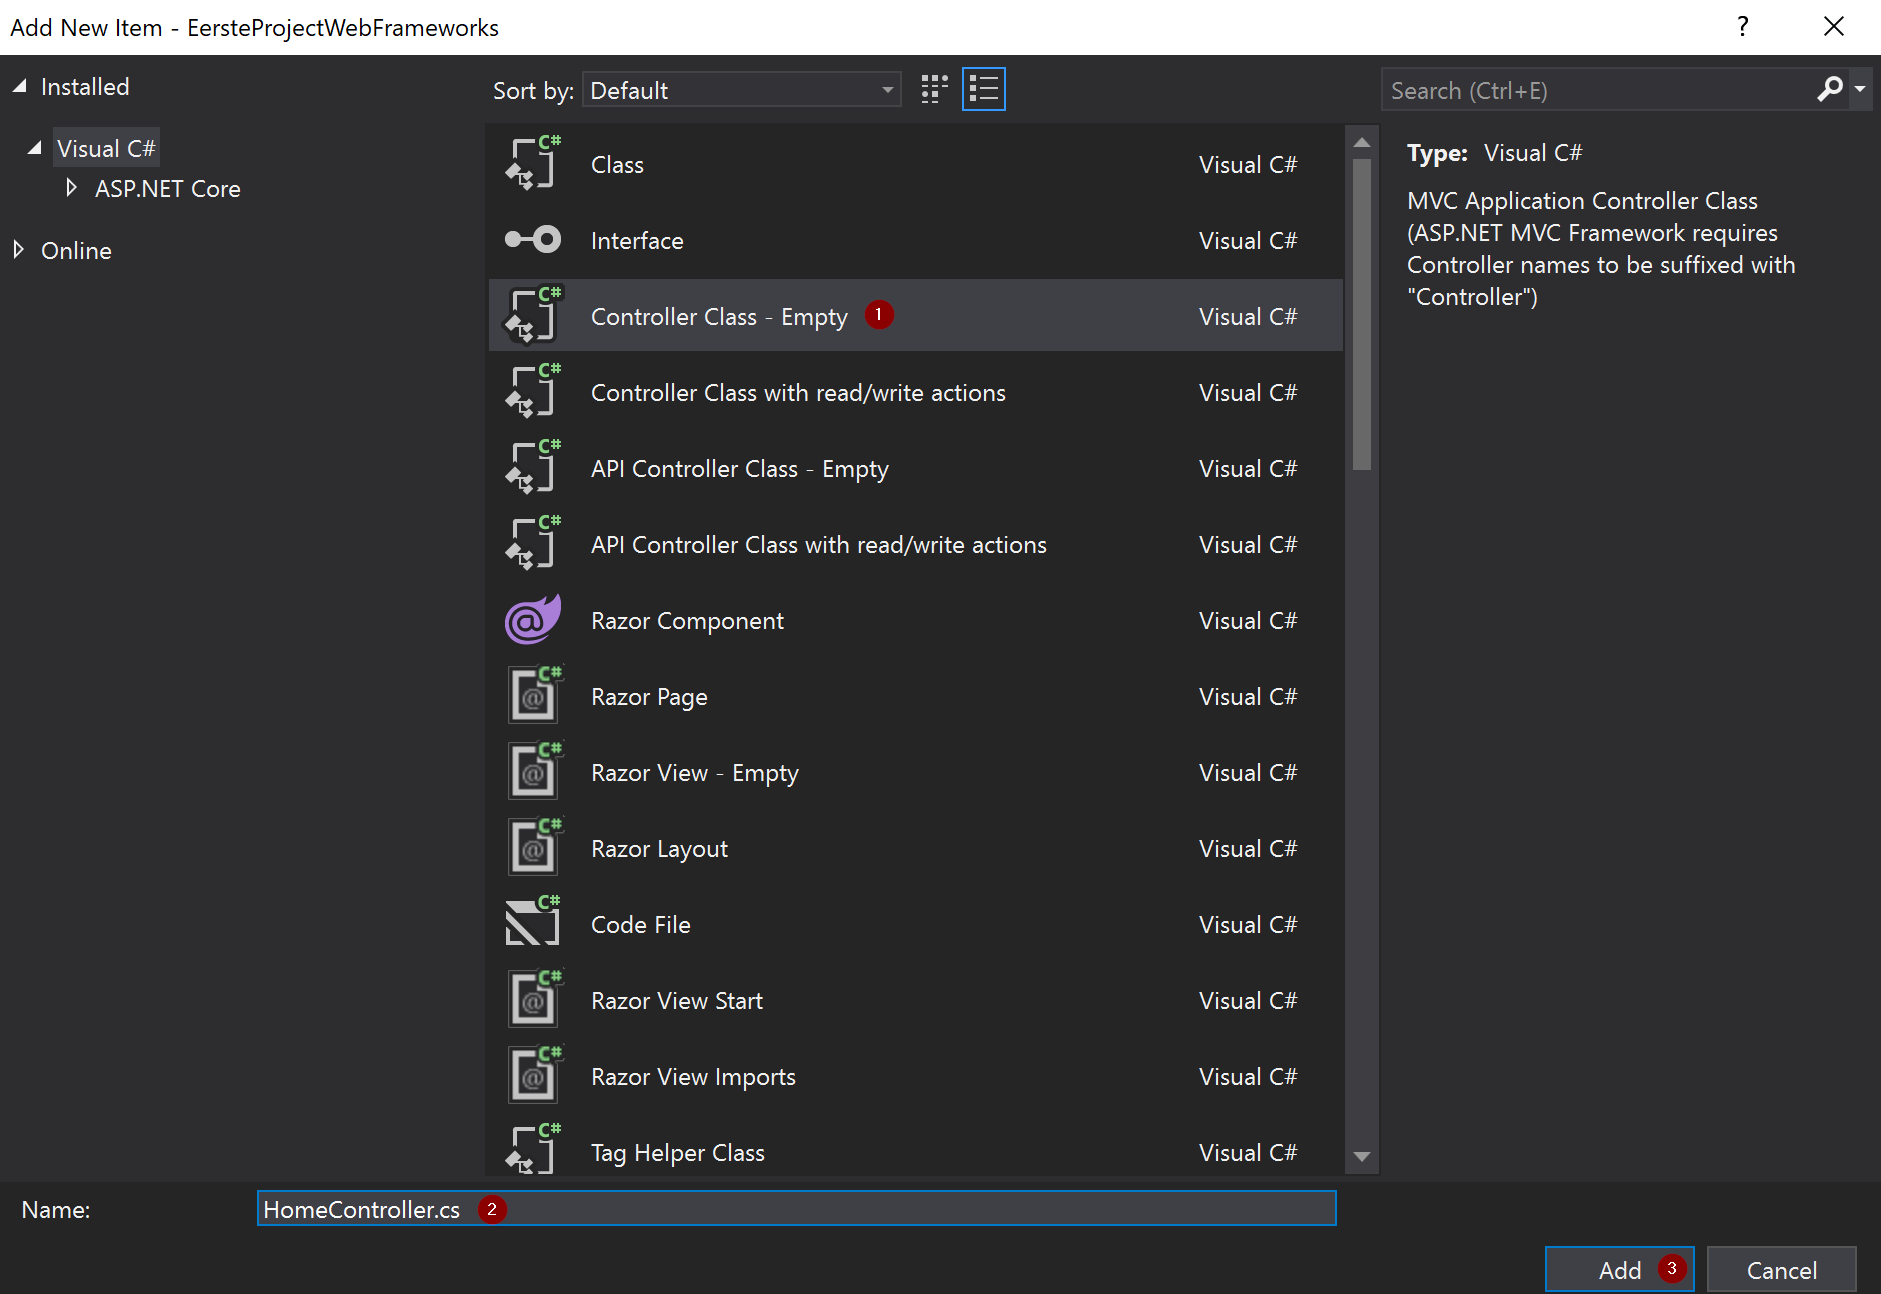 Add New Item - EersteProjectWebFrameworks
?
Installed
Sort by: Default
Search (Ctrl+E)
Visual C#
ASP.NET Core
Online
C# Class Visual C#
Interface Visual C#
C# Controller Class - Empty 1 Visual C#
C# Controller Class with read/write actions Visual C#
C# API Controller Class - Empty Visual C#
C# API Controller Class with read/write actions Visual C#
@ Razor Component Visual C#
C# @ Razor Page Visual C#
C# @ Razor View - Empty Visual C#
C# @ Razor Layout Visual C#
C# Code File Visual C#
C# @ Razor View Start Visual C#
C# @ Razor View Imports Visual C#
C# Tag Helper Class Visual C#
Type: Visual C#
MVC Application Controller Class
(ASP.NET MVC Framework requires
Controller names to be suffixed with
"Controller")
Name: HomeController.cs 2
Add 3 Cancel